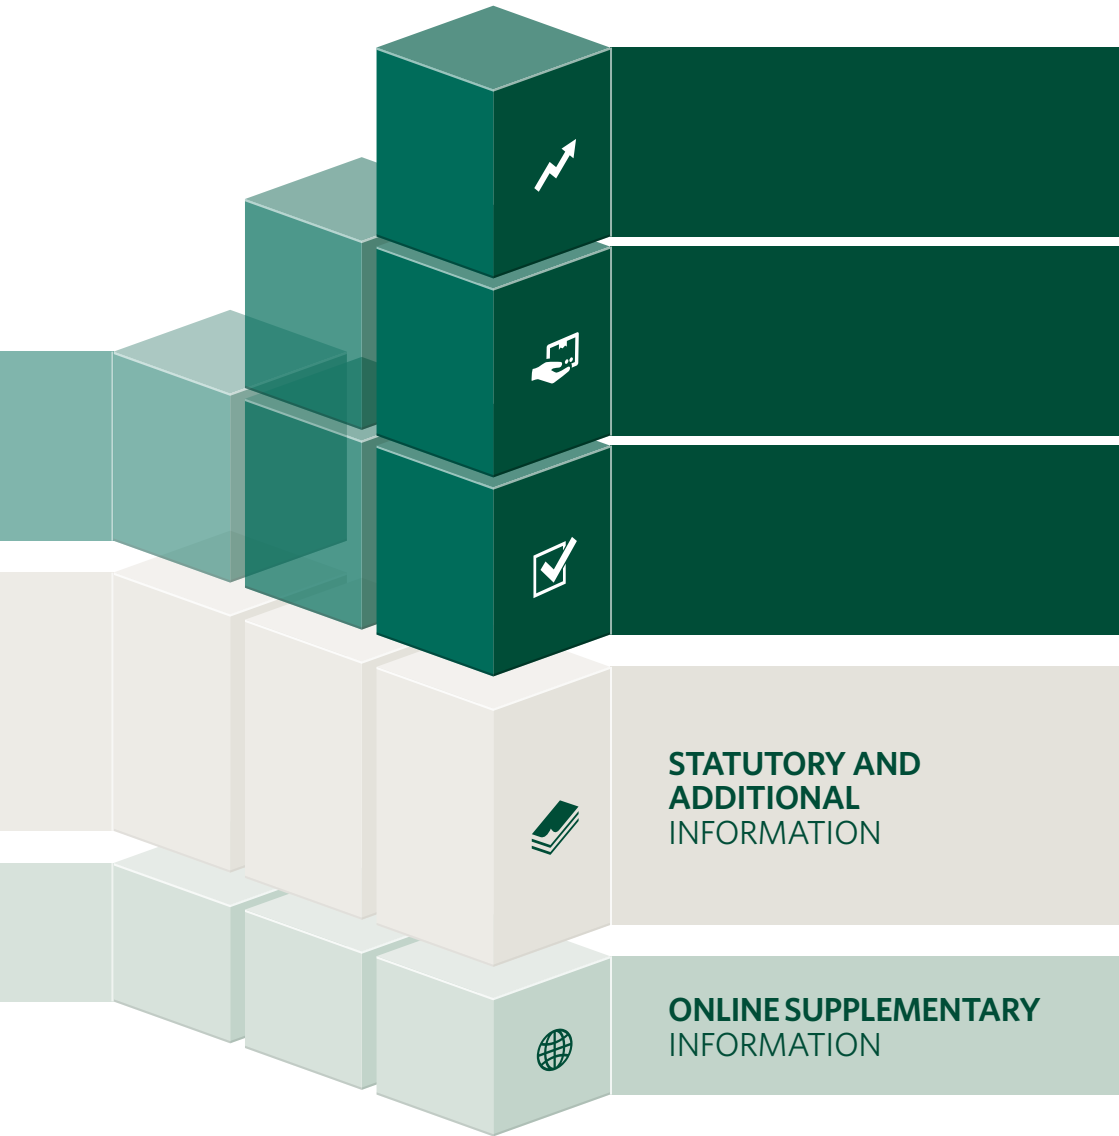 STATUTORY AND
ADDITIONAL
INFORMATION
ONLINE SUPPLEMENTARY
INFORMATION